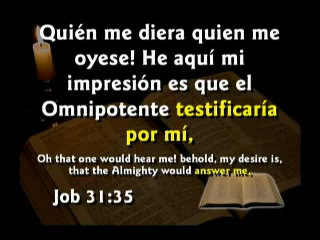 Quién me diera quien me
oyese! He aquí mi
impresión es que el
Omnipotente testificaría
por mí,
Oh that one would hear me! behold, my desire is,
that the Almighty would answer me,
Job 31:35